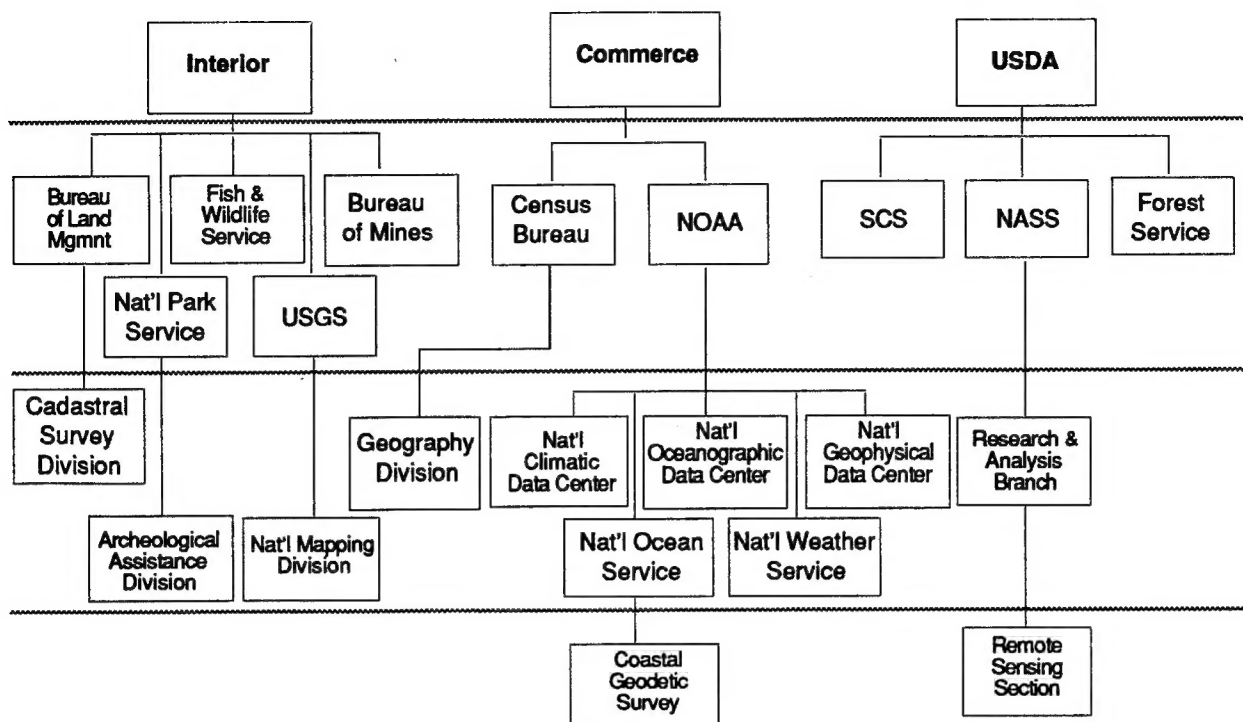 Interior
Commerce
USDA
Bureau
of Land
Mgmnt
Fish &
Wildlife
Service
Bureau
of Mines
Census
Bureau
NOAA
SCS
NASS
Forest
Service
Nat'l Park
Service
USGS
Cadastral
Survey
Division
Geography
Division
Nat'l
Climatic
Data Center
Nat'l
Oceanographic
Data Center
Nat'l
Geophysical
Data Center
Research &
Analysis
Branch
Archeological
Assistance
Division
Nat'l Mapping
Division
Nat'l Ocean
Service
Nat'l Weather
Service
Coastal
Geodetic
Survey
Remote
Sensing
Section